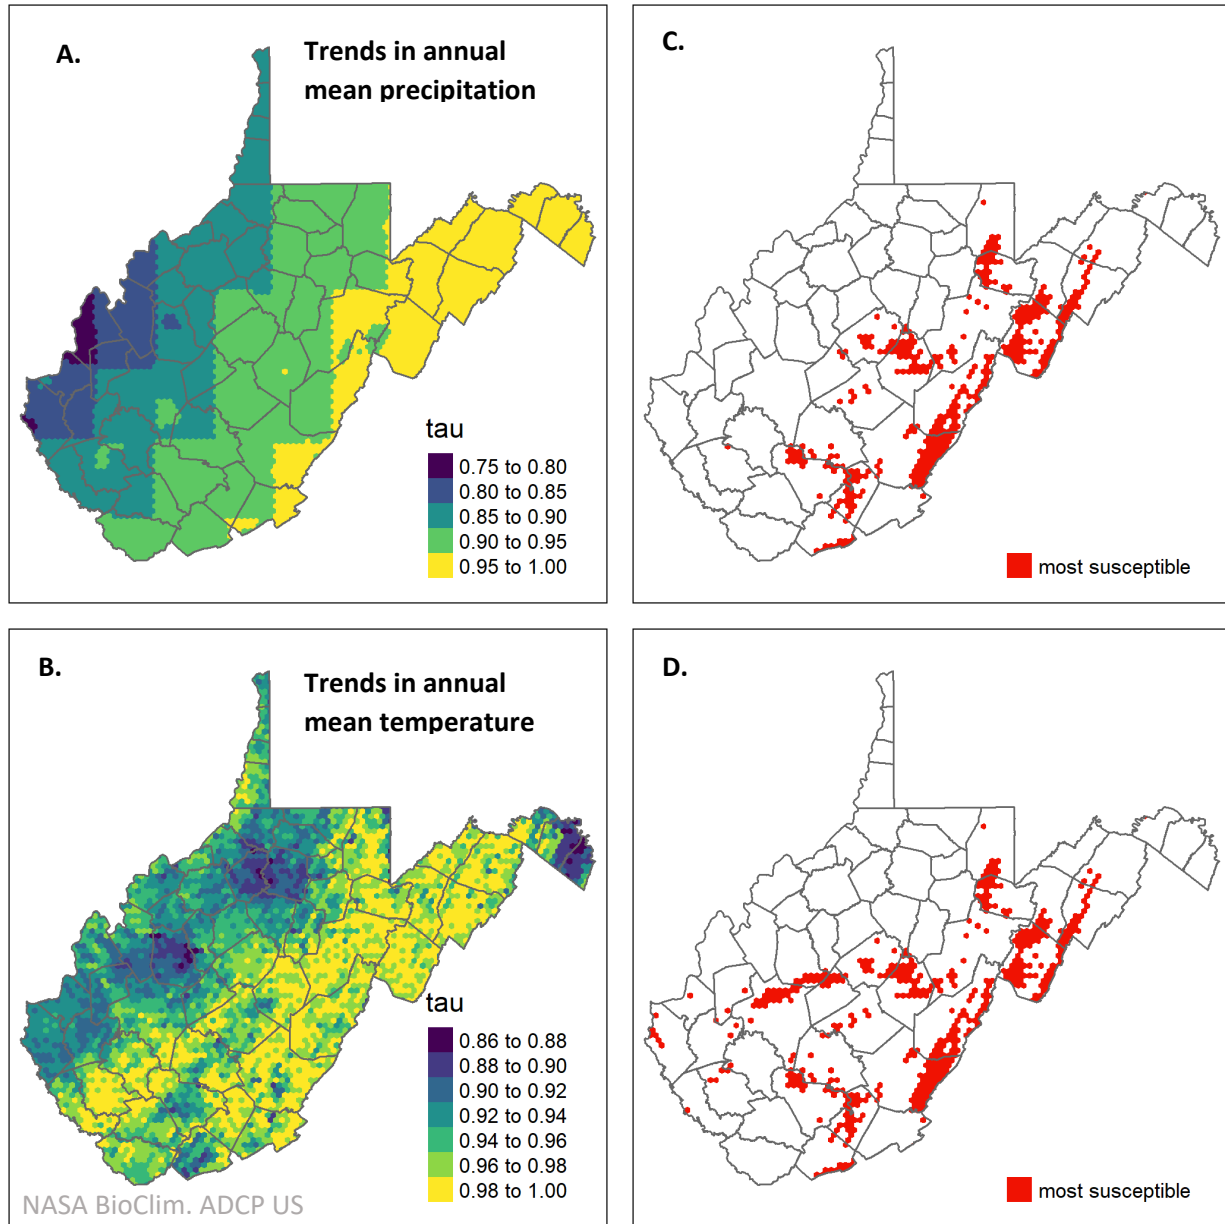 A.
Trends in annual
mean precipitation
tau
0.75 to 0.80
0.80 to 0.85
0.85 to 0.90
0.90 to 0.95
0.95 to 1.00
C.
most susceptible
B.
Trends in annual
mean temperature
tau
0.86 to 0.88
0.88 to 0.90
0.90 to 0.92
0.92 to 0.94
0.94 to 0.96
0.96 to 0.98
0.98 to 1.00
NASA BioClim. ADCP US
D.
most susceptible